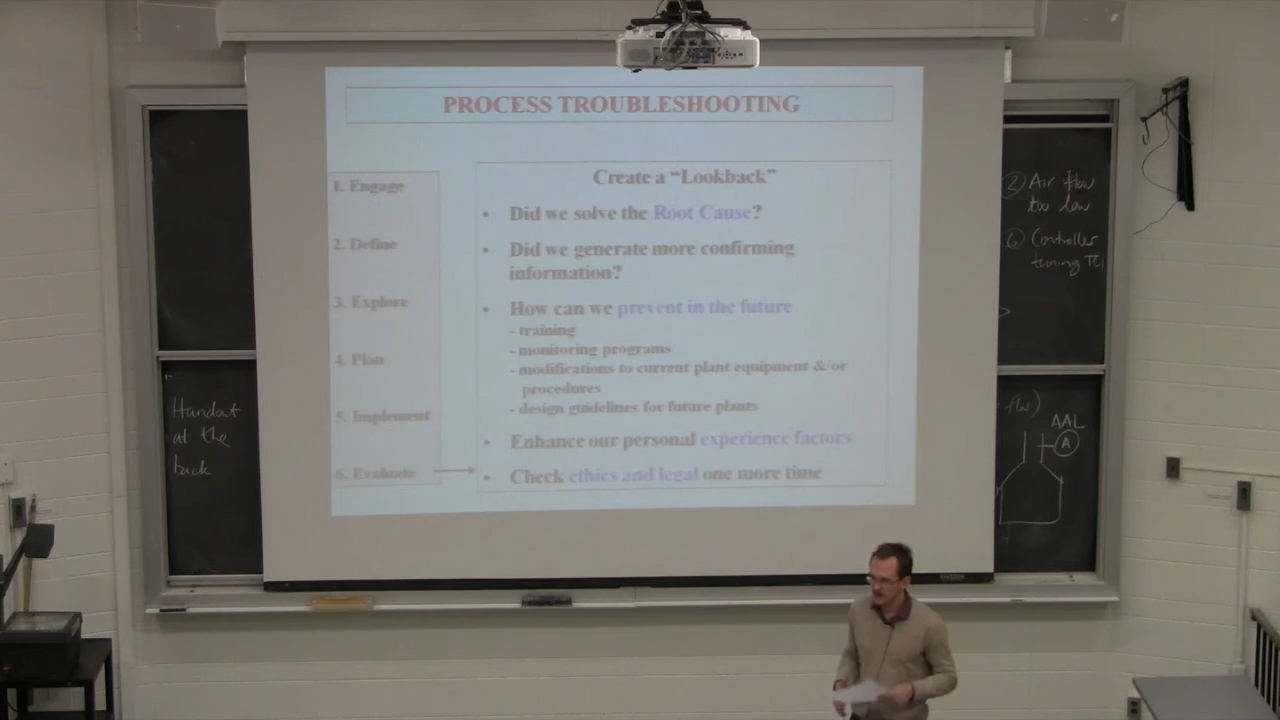 PROCESS TROUBLESHOOTING
1. Engage
2. Define
3. Explore
4. Plan
5. Implement
6. Evaluate
Create a “Lookback”
• Did we solve the Root Cause?
• Did we generate more confirming
information?
• How can we prevent in the future
- training
- monitoring programs
- modifications to current plant equipment &/or
procedures
- design guidelines for future plants
• Enhance our personal experience factors
• Check ethics and legal one more time
Handout
at the
back
2) Air flow
too low
6) Controller
tuning TC
AAL
A